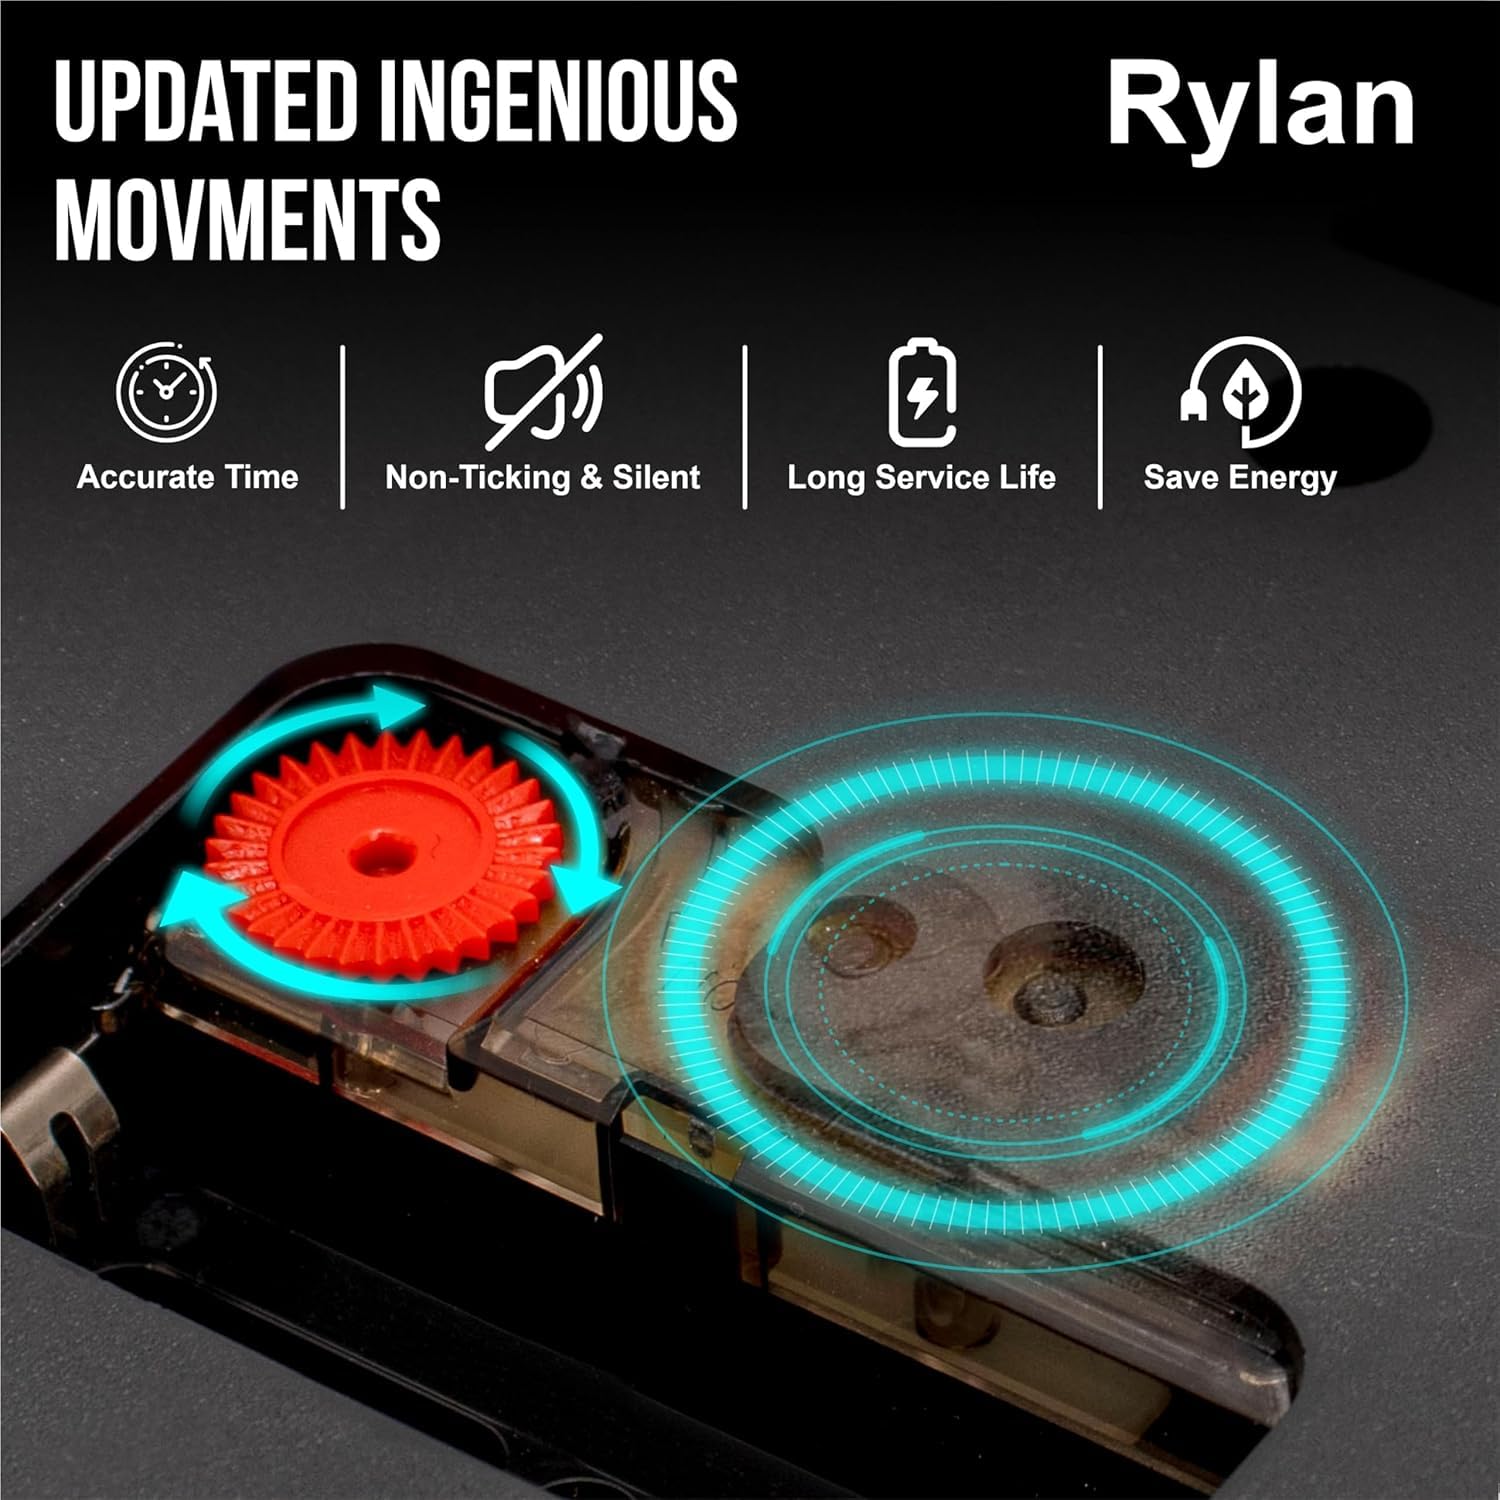 UPDATED INGENIOUS
MOVMENTS
Rylan
Accurate Time
Non-Ticking & Silent
Long Service Life
Save Energy